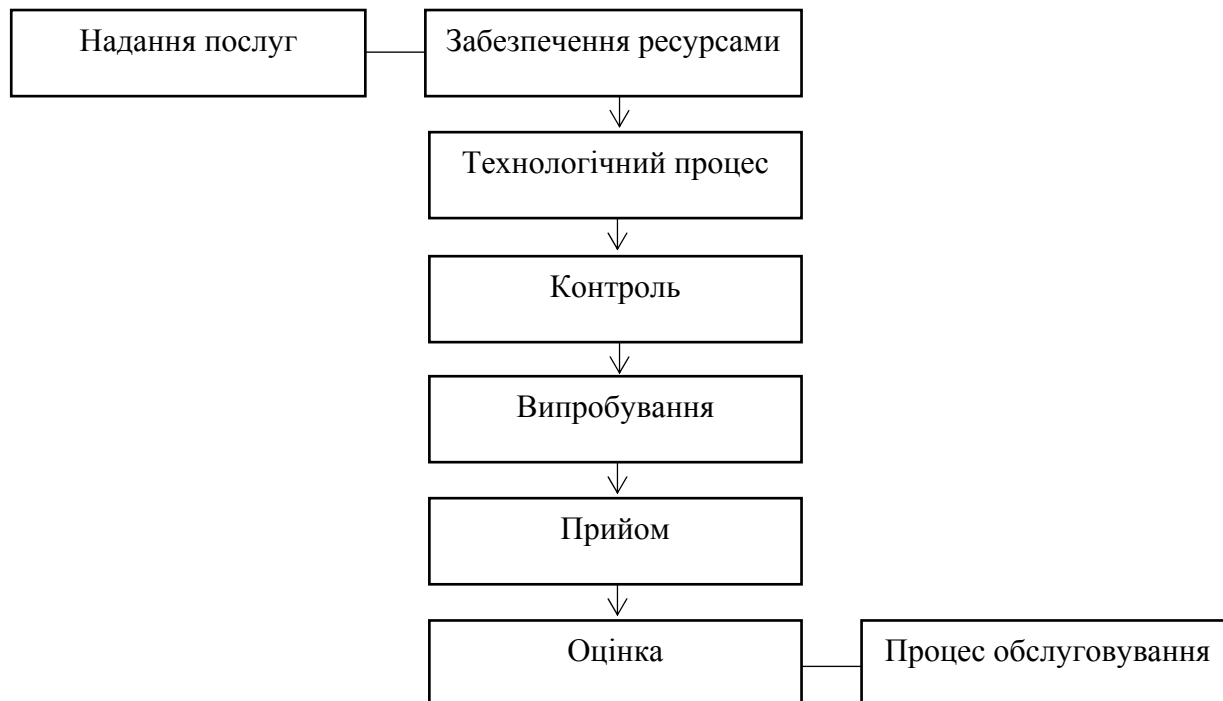 Надання послуг
Забезпечення ресурсами
Технологічний процес
Контроль
Випробування
Прийом
Оцінка
Процес обслуговування